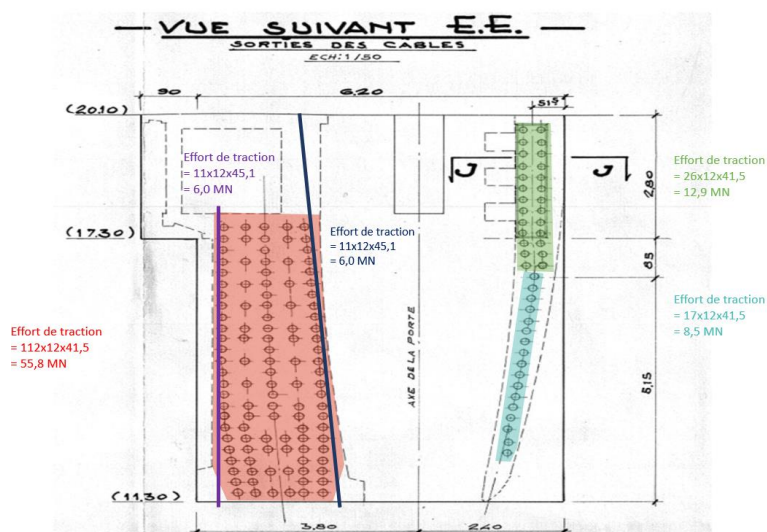 VUE SUIVANT E.E.
SORTIES DES CABLES
ECH:1/50
90
6,20
51⁵
(20.10)
Effort de traction
= 11x12x45,1
= 6,0 MN
Effort de traction
= 26x12x41,5
= 12,9 MN
J
J
2,80
Effort de traction
= 11x12x45,1
= 6,0 MN
(17.30)
85
Effort de traction
= 17x12x41,5
= 8,5 MN
Effort de traction
= 112x12x41,5
= 55,8 MN
AXE DE LA PORTE
5,15
(11.30)
3,80
2,40